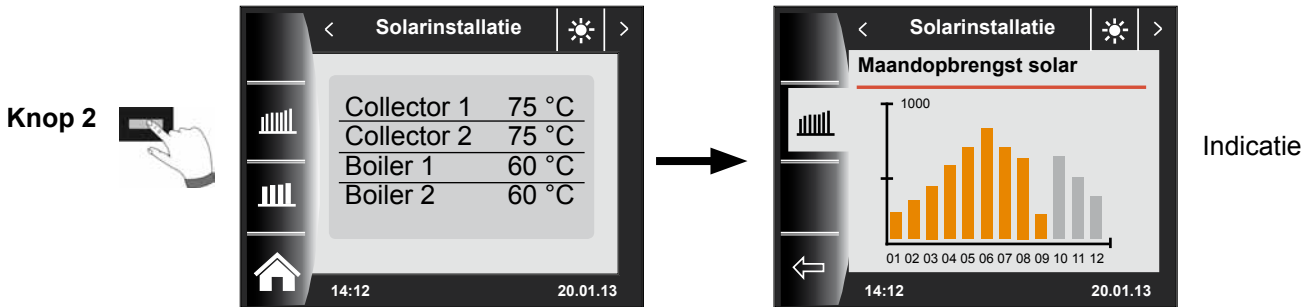 Knop 2
< Solarinstallatie >
Collector 1 75 °C
Collector 2 75 °C
Boiler 1 60 °C
Boiler 2 60 °C
14:12 20.01.13
< Solarinstallatie >
Maandopbrengst solar
1000
01 02 03 04 05 06 07 08 09 10 11 12
14:12 20.01.13
Indicatie